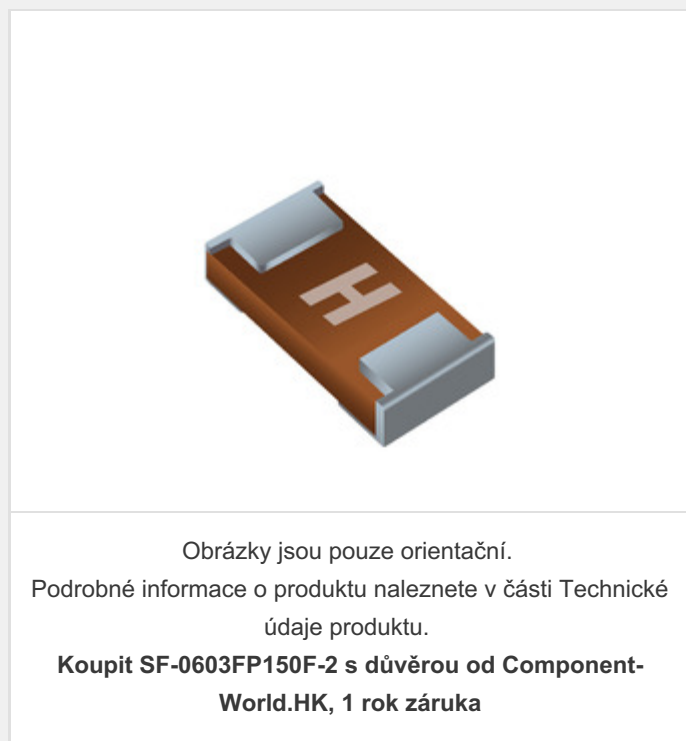 H
Obrázky jsou pouze orientační.
Podrobné informace o produktu naleznete v části Technické
údaje produktu.
Koupit SF-0603FP150F-2 s důvěrou od Component-
World.HK, 1 rok záruka